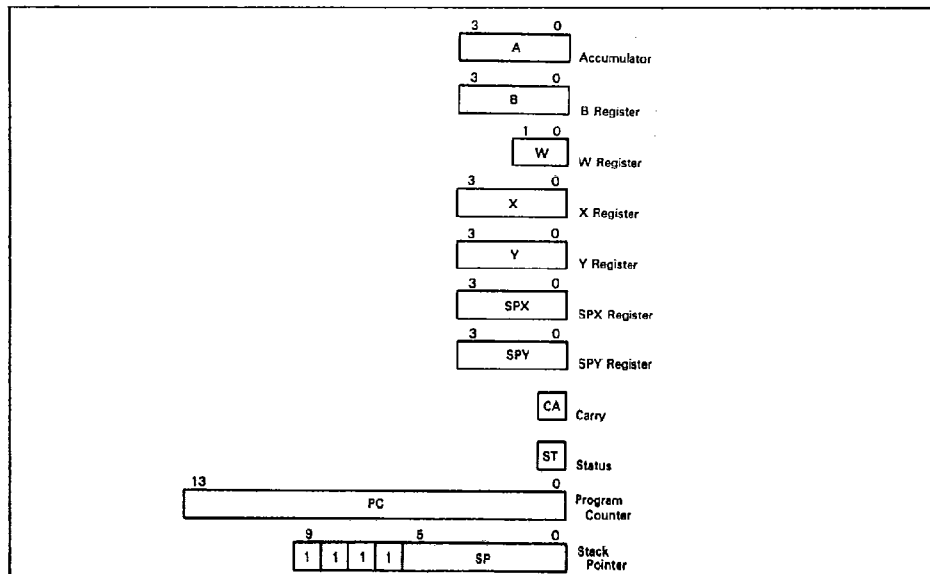 3 0
A
Accumulator
3 0
B
B Register
1 0
W
W Register
3 0
X
X Register
3 0
Y
Y Register
3 0
SPX
SPX Register
3 0
SPY
SPY Register
CA
Carry
ST
Status
13 0
PC
Program
Counter
9 5 0
1 1 1 1 SP
Stack
Pointer